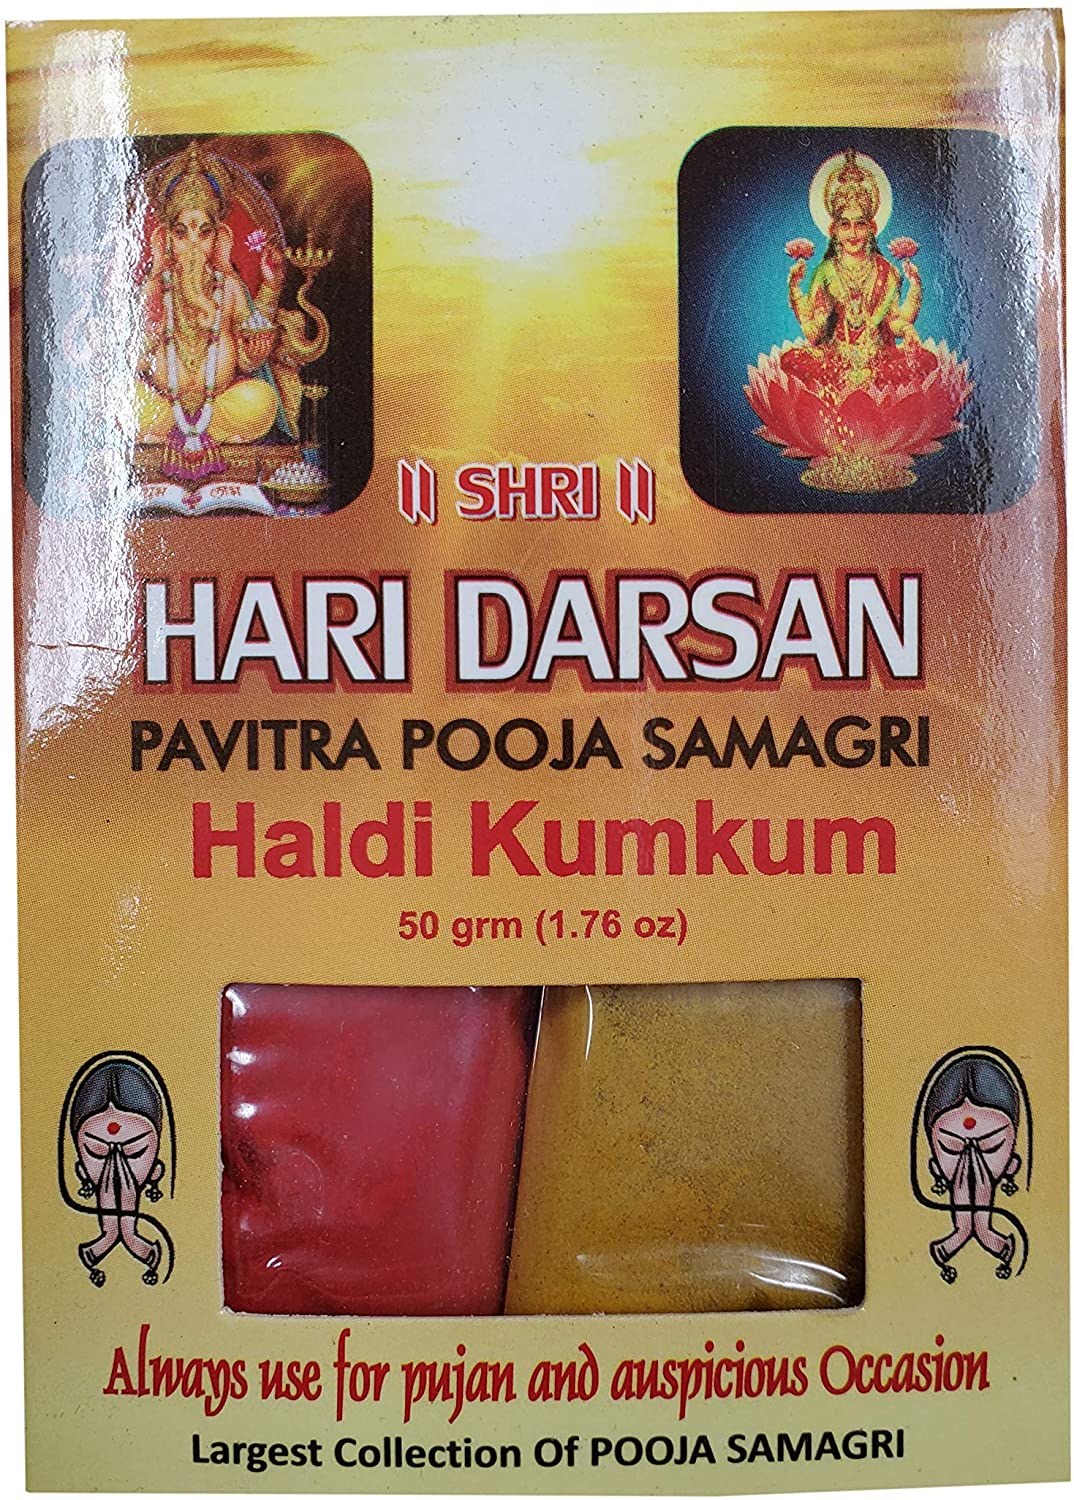 ॥ SHRI ॥
HARI DARSAN
PAVITRA POOJA SAMAGRI
Haldi Kumkum
50 grm (1.76 oz)
Always use for pujan and auspicious Occasion
Largest Collection Of POOJA SAMAGRI